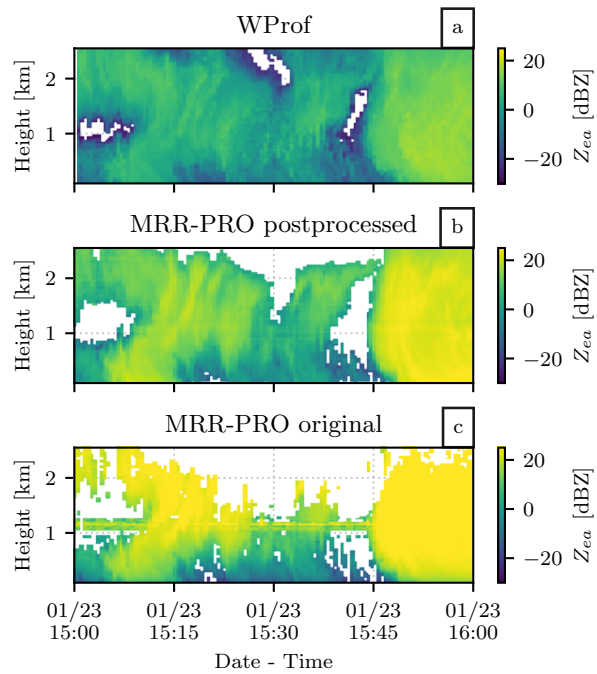 WProf
a
Height [km]
2
1
20
0
−20
Z_ea [dBZ]
MRR-PRO postprocessed
b
Height [km]
2
1
20
0
−20
Z_ea [dBZ]
MRR-PRO original
c
Height [km]
2
1
20
0
−20
Z_ea [dBZ]
01/23 01/23 01/23 01/23 01/23
15:00 15:15 15:30 15:45 16:00
Date - Time